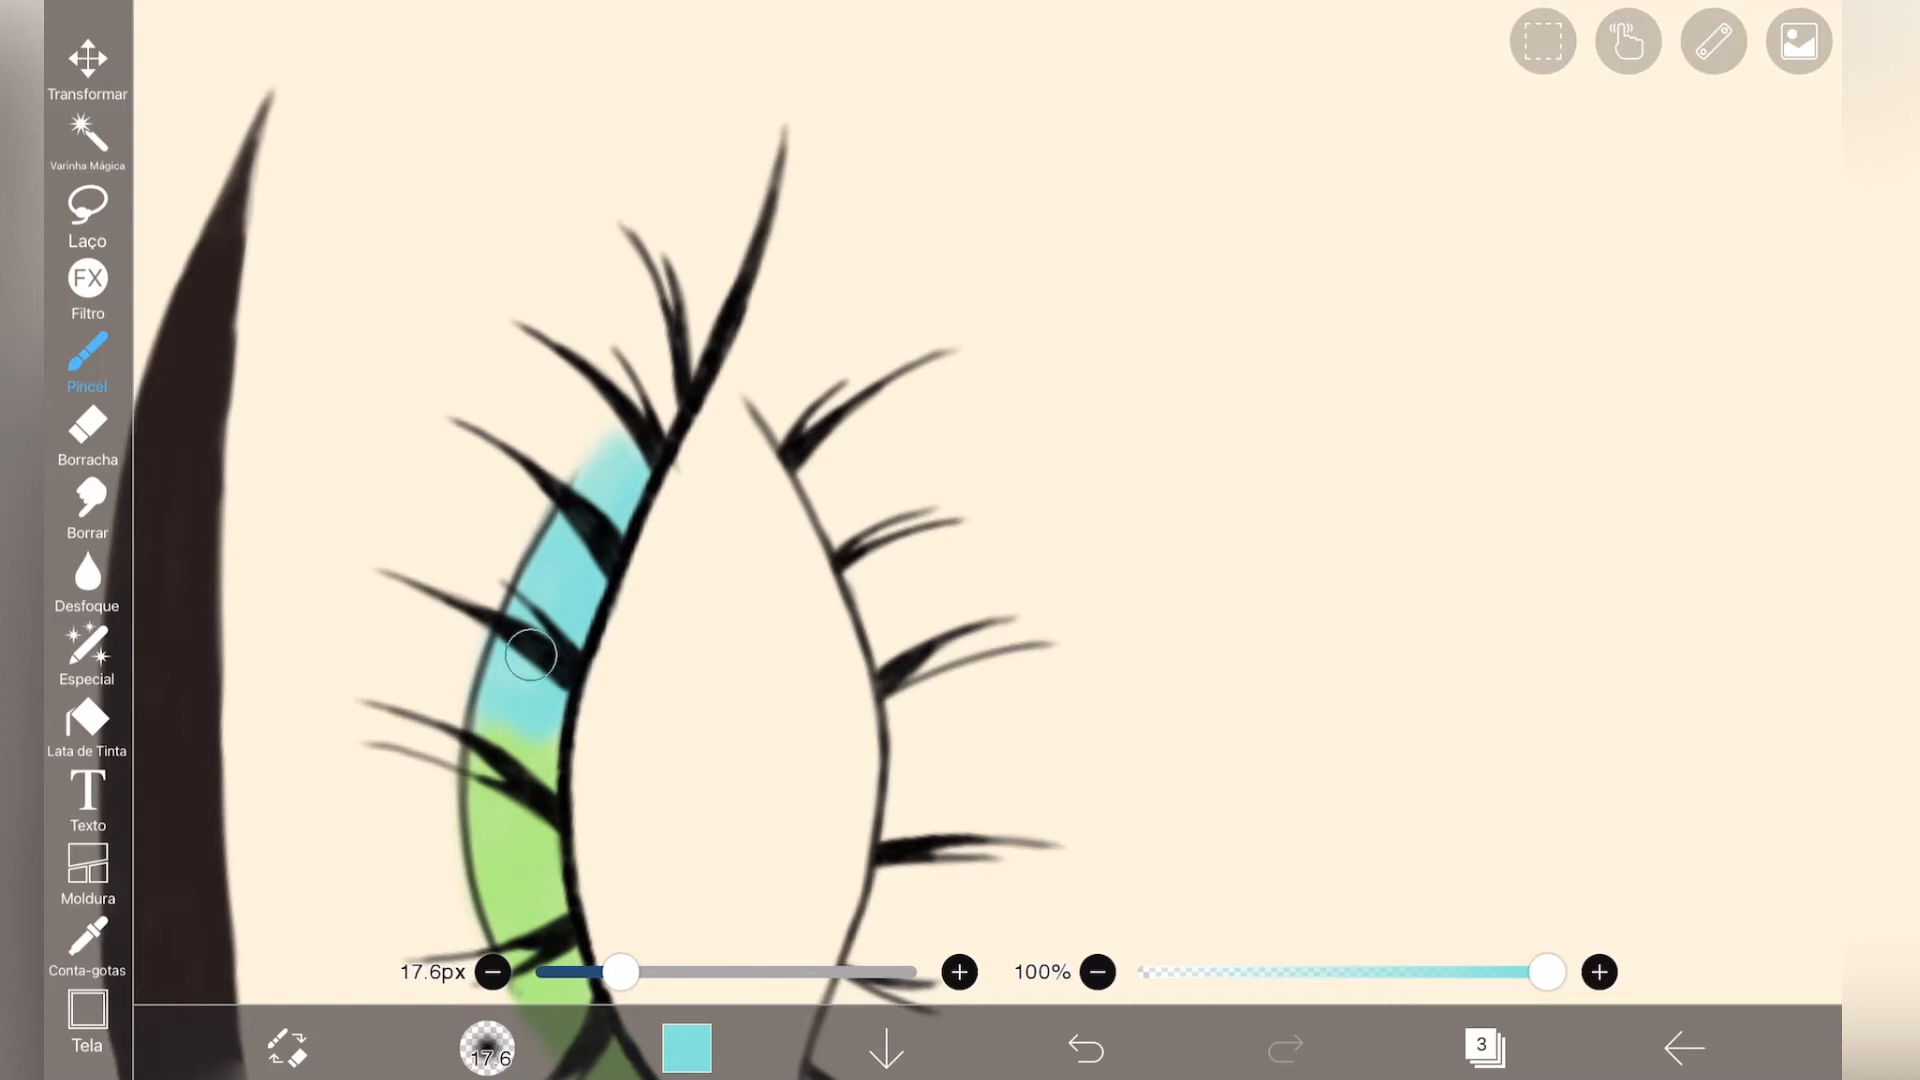 Transformar
Varinha Mágica
Laço
FX
Filtro
Pincel
Borracha
Borrar
Desfoque
Especial
Lata de Tinta
T
Texto
Moldura
Conta-gotas
Tela
17.6px
100%
17.6
3